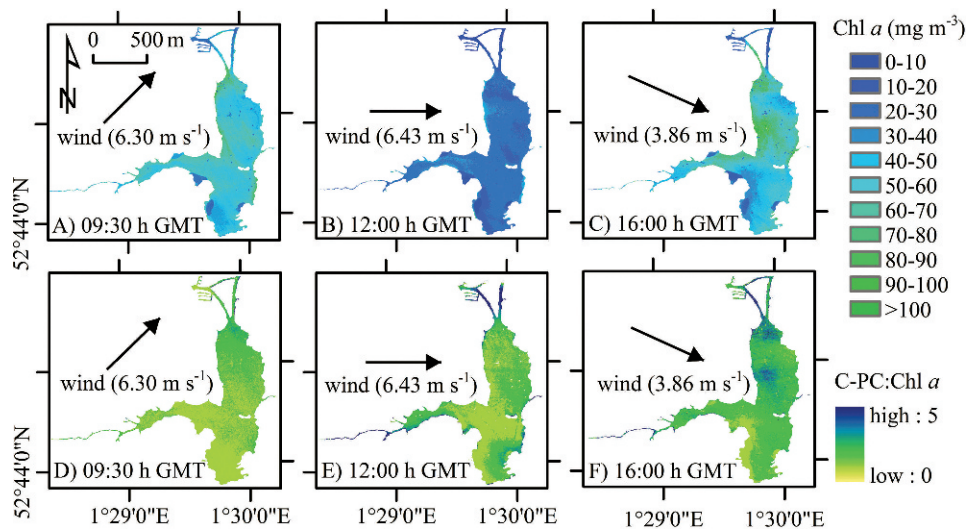 0 500 m
N
wind (6.30 m s⁻¹)
A) 09:30 h GMT
wind (6.43 m s⁻¹)
B) 12:00 h GMT
wind (3.86 m s⁻¹)
C) 16:00 h GMT
52°44'0"N
Chl a (mg m⁻³)
0-10
10-20
20-30
30-40
40-50
50-60
60-70
70-80
80-90
90-100
>100
wind (6.30 m s⁻¹)
D) 09:30 h GMT
wind (6.43 m s⁻¹)
E) 12:00 h GMT
wind (3.86 m s⁻¹)
F) 16:00 h GMT
52°44'0"N
C-PC:Chl a
high : 5
low : 0
1°29'0"E 1°30'0"E 1°29'0"E 1°30'0"E 1°29'0"E 1°30'0"E